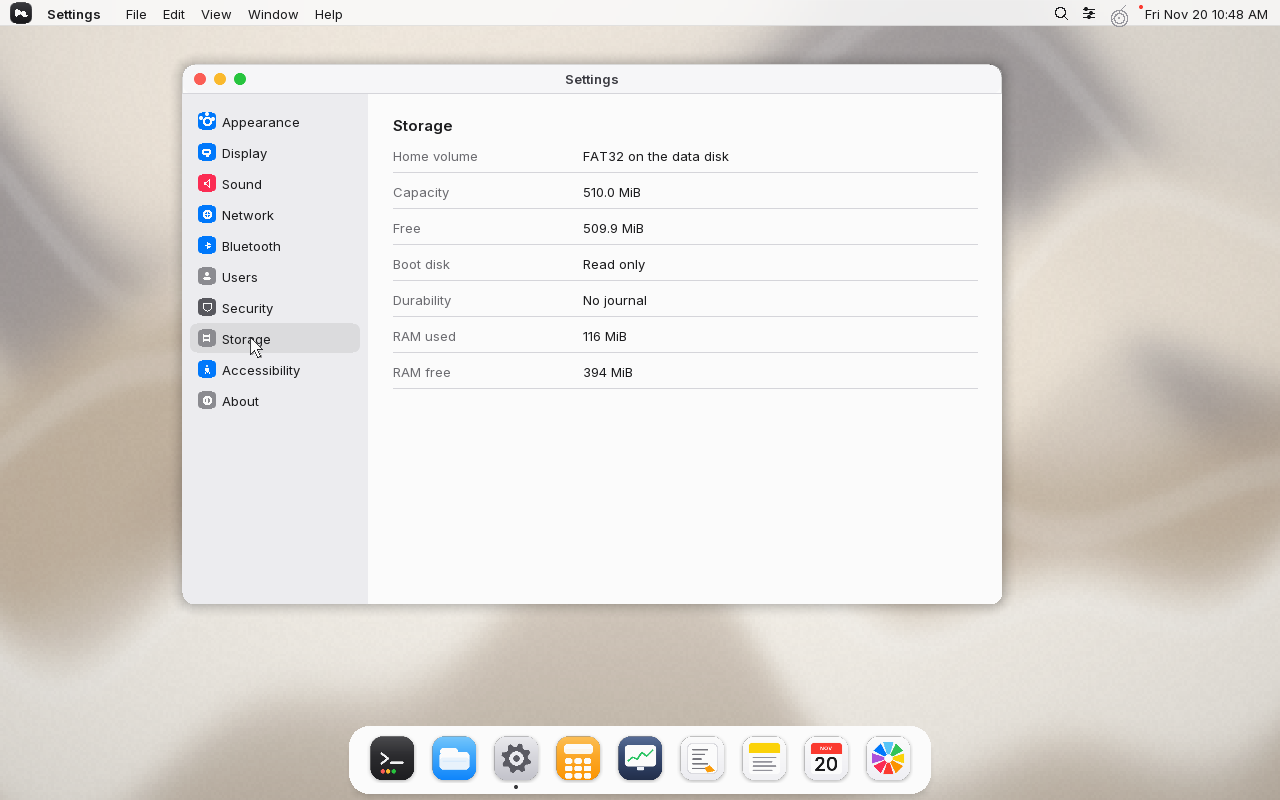 Settings File Edit View Window Help Fri Nov 20 10:48 AM
Settings
Appearance
Display
Sound
Network
Bluetooth
Users
Security
Storage
Accessibility
About
Storage
Home volume FAT32 on the data disk
Capacity 510.0 MiB
Free 509.9 MiB
Boot disk Read only
Durability No journal
RAM used 116 MiB
RAM free 394 MiB
NOV
20